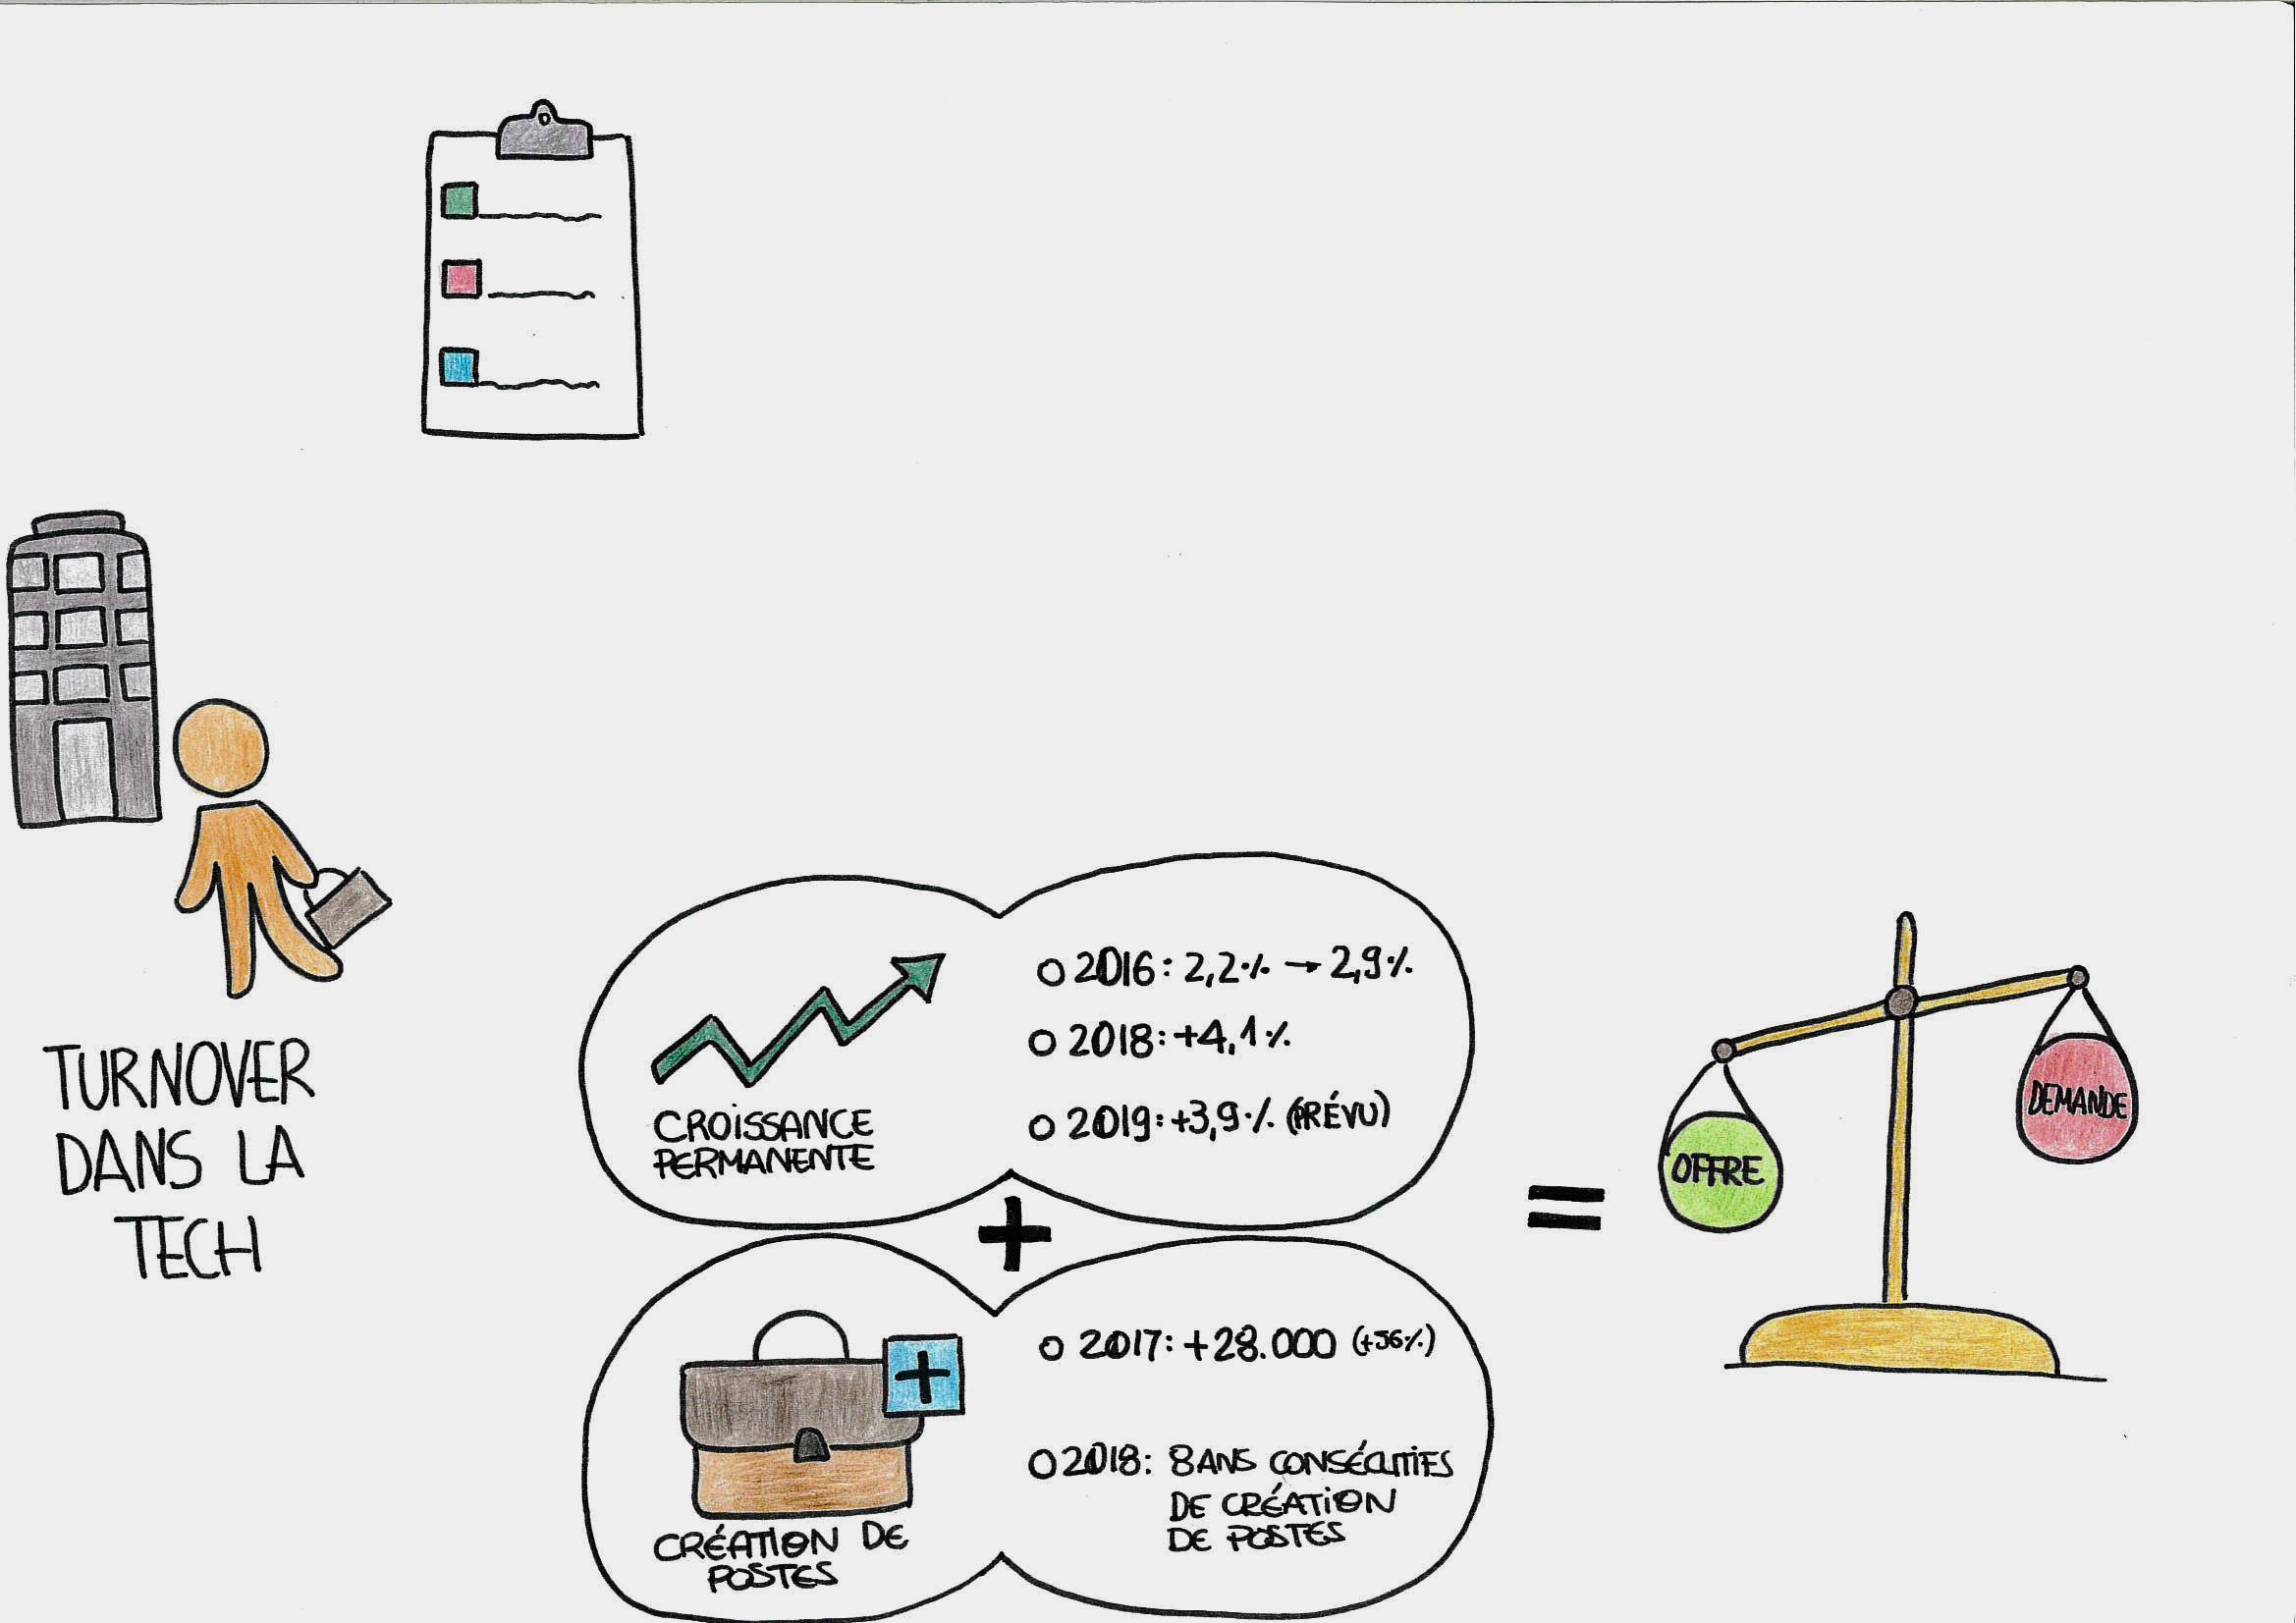 TURNOVER
DANS LA
TECH
CROISSANCE
PERMANENTE
2016: 2,2% → 2,9%
2018: +4,1%
2019: +3,9% (PRÉVU)
+
CRÉATION DE
POSTES
+
2017: +28.000 (+56%)
2018: 8 ANS CONSÉCUTIFS
DE CRÉATION
DE POSTES
=
OFFRE
DEMANDE